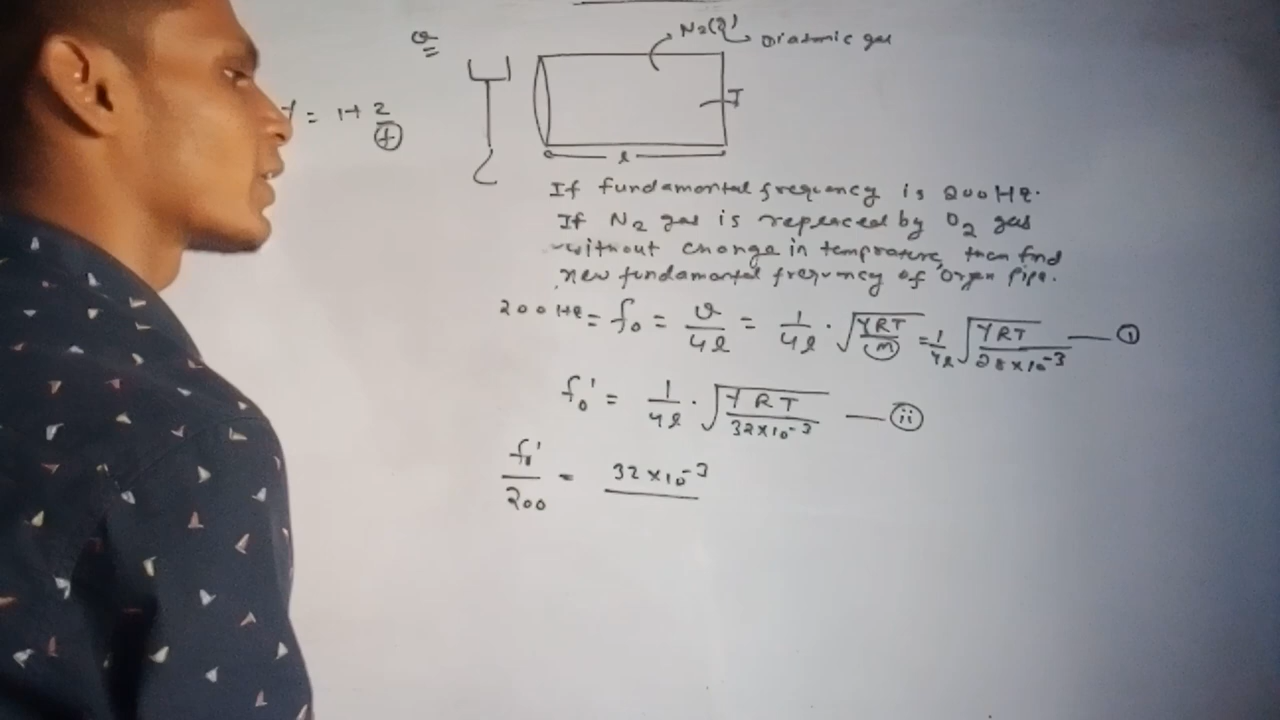 Q
N2(g) Diatomic gas
γ = 1+ 2/f
T
l
If fundamental frequency is 200Hz.
If N2 gas is replaced by O2 gas
without change in temprature, then find
new fundamental frequency of organ pipe.
200Hz = f0 = v/4l = 1/4l · √(γRT/m) = 1/4l √(γRT/28×10^-3) — (i)
f0' = 1/4l · √(γRT/32×10^-3) — (ii)
f0'/200 = 32×10^-3